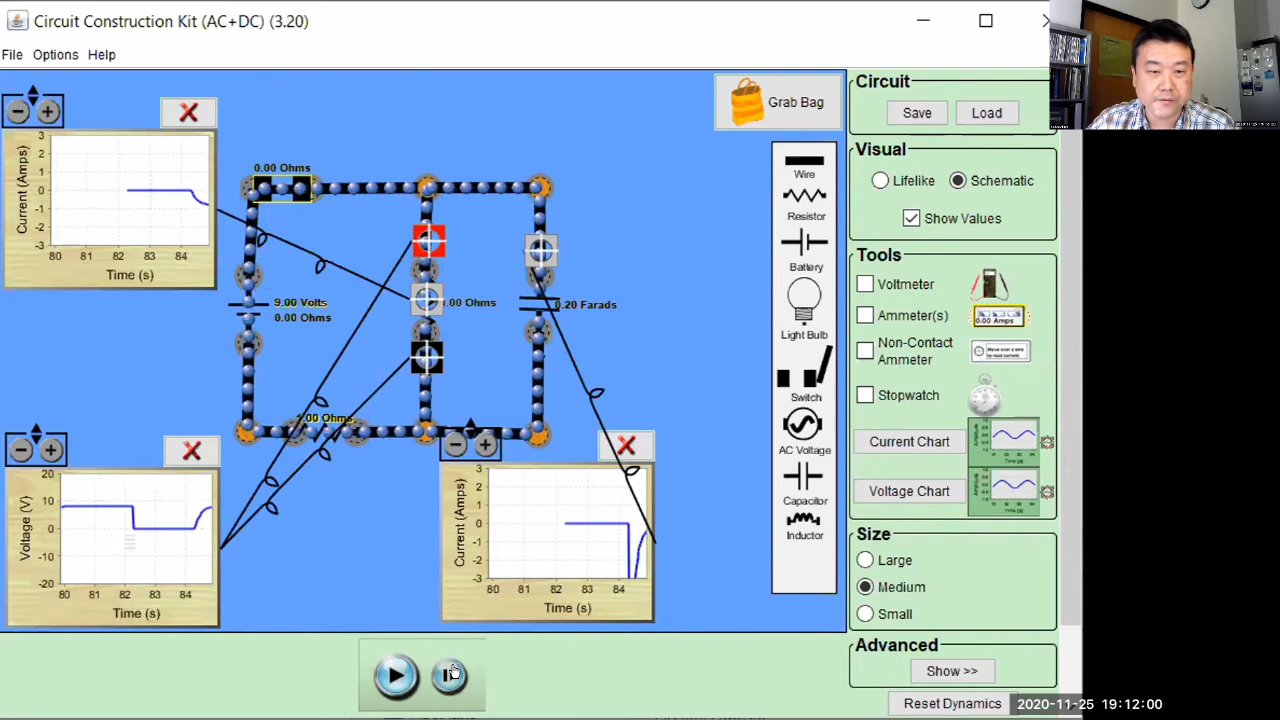 Circuit Construction Kit (AC+DC) (3.20)
File Options Help
Grab Bag
Current (Amps)
3
2
1
0
-1
-2
-3
80 81 82 83 84
Time (s)
0.00 Ohms
9.00 Volts
0.00 Ohms
.00 Ohms
0.20 Farads
1.00 Ohms
Voltage (V)
20
10
0
-10
-20
80 81 82 83 84
Time (s)
Current (Amps)
3
2
1
0
-1
-2
-3
80 81 82 83 84
Time (s)
Wire
Resistor
Battery
Light Bulb
Switch
AC Voltage
Capacitor
Inductor
Circuit
Save Load
Visual
Lifelike Schematic
Show Values
Tools
Voltmeter
Ammeter(s)
0.00 Amps
Non-Contact
Ammeter
Stopwatch
Current Chart
Voltage Chart
Size
Large
Medium
Small
Advanced
Show >>
Reset Dynamics
2020-11-25 19:12:00